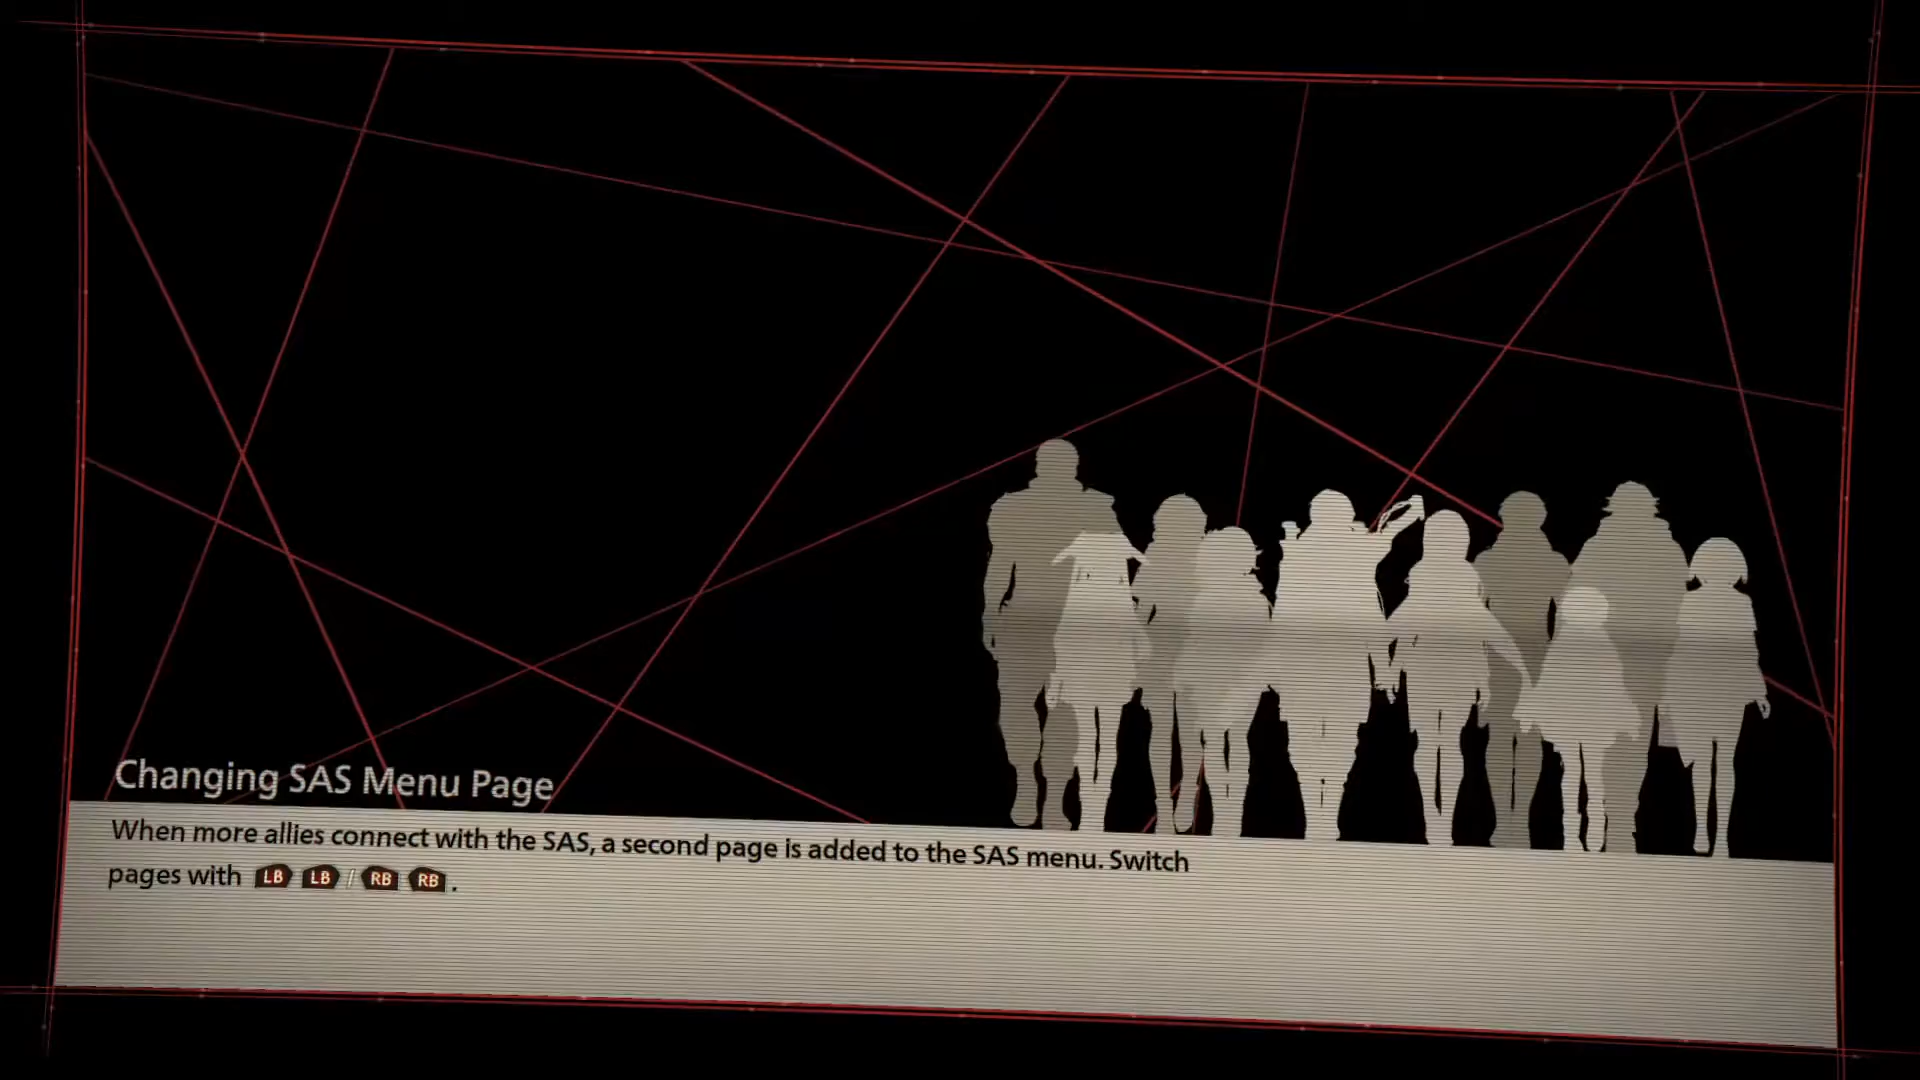 Changing SAS Menu Page
When more allies connect with the SAS, a second page is added to the SAS menu. Switch
pages with LB LB / RB RB .